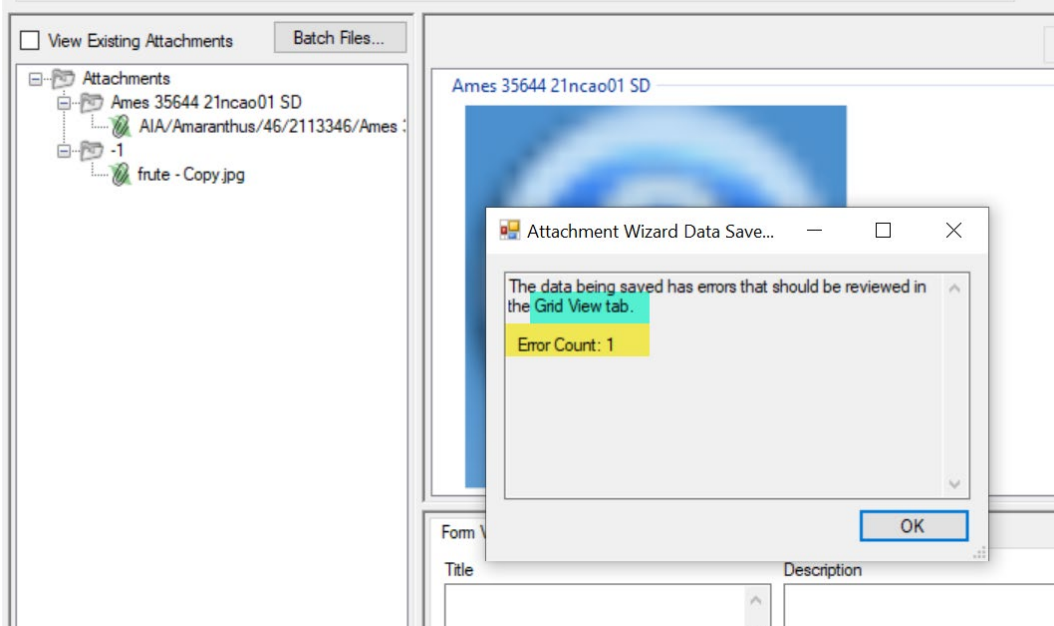 View Existing Attachments
Batch Files...
Attachments
Ames 35644 21ncao01 SD
AIA/Amaranthus/46/2113346/Ames
-1
frute - Copy.jpg
Ames 35644 21ncao01 SD
Attachment Wizard Data Save...
The data being saved has errors that should be reviewed in
the Grid View tab.
Error Count: 1
OK
Form
Title
Description